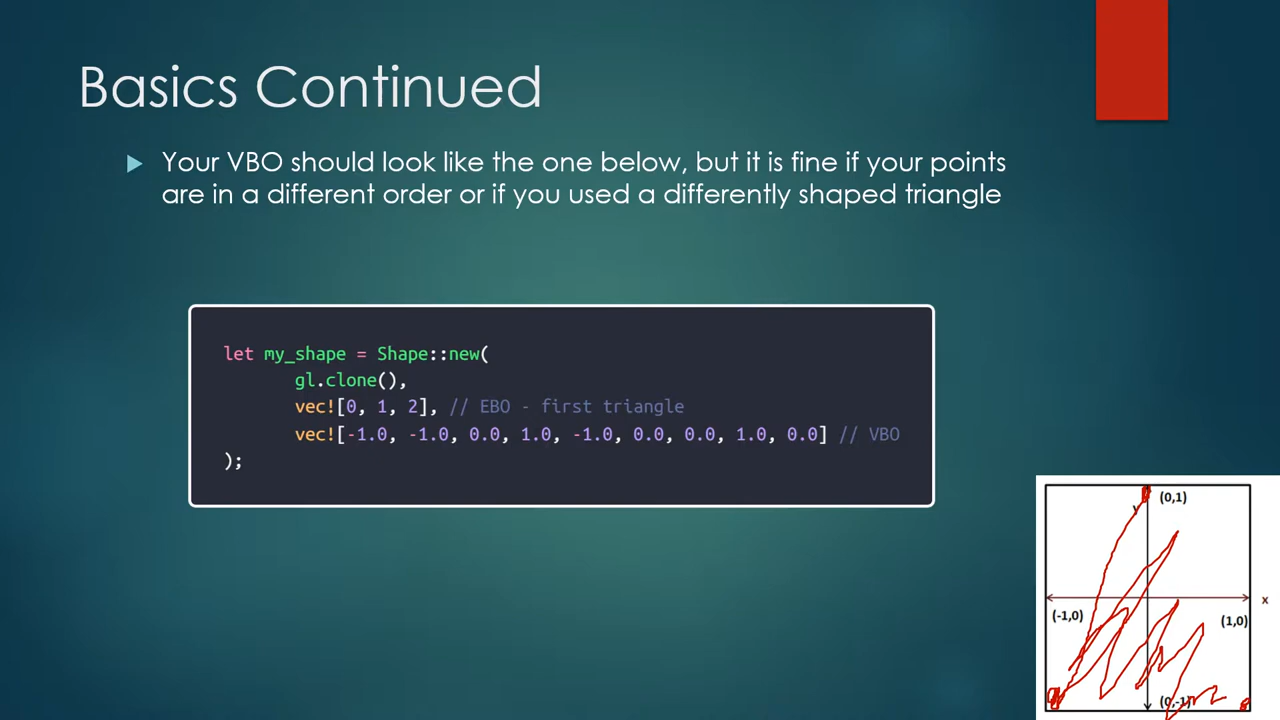 Basics Continued
Your VBO should look like the one below, but it is fine if your points
are in a different order or if you used a differently shaped triangle
let my_shape = Shape::new(
gl.clone(),
vec![0, 1, 2], // EBO - first triangle
vec![-1.0, -1.0, 0.0, 1.0, -1.0, 0.0, 0.0, 1.0, 0.0] // VBO
);
(0,1)
y
x
(-1,0)
(1,0)
(0,-1)